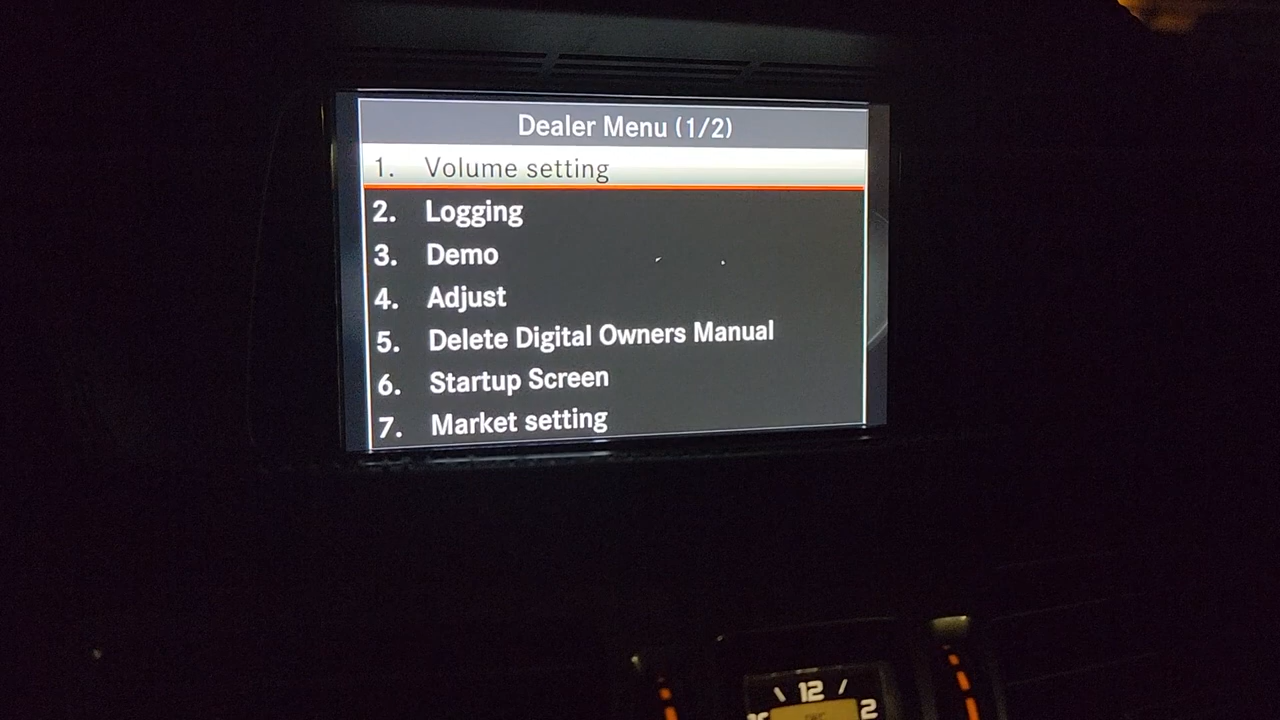 Dealer Menu (1/2)
1. Volume setting
2. Logging
3. Demo
4. Adjust
5. Delete Digital Owners Manual
6. Startup Screen
7. Market setting
12
2